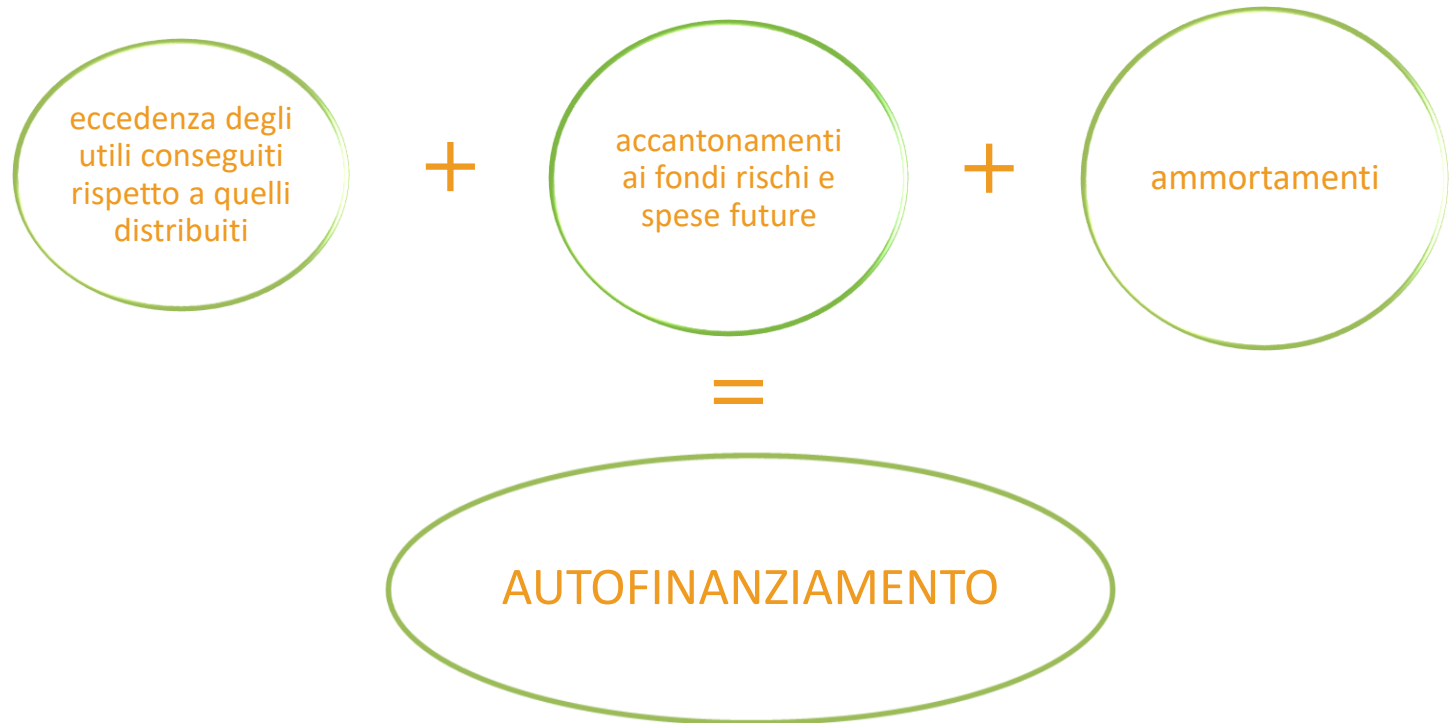 eccedenza degli
utili conseguiti
rispetto a quelli
distribuiti
+
accantonamenti
ai fondi rischi e
spese future
+
ammortamenti
=
AUTOFINANZIAMENTO